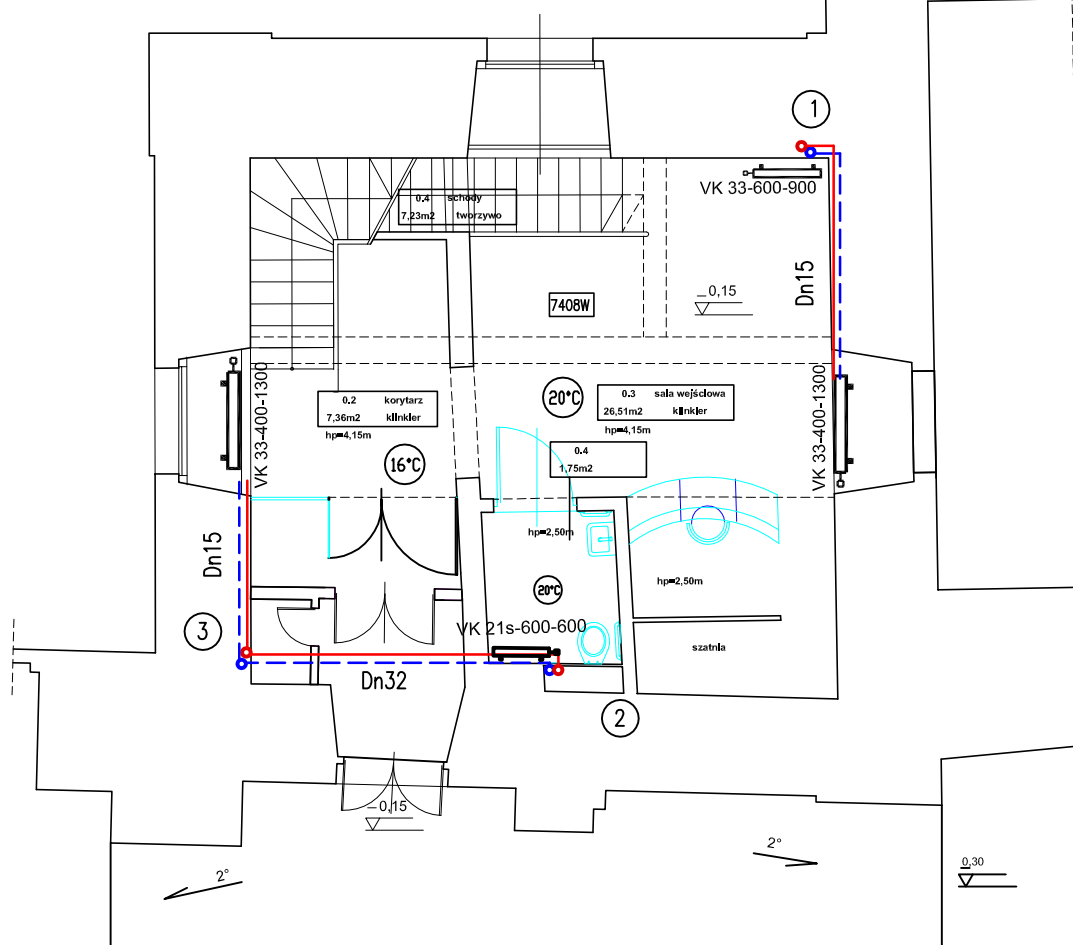 1
VK 33-600-900
0.4 schody
7,23m2 tworzywo
Dn15
7408W
_0,15
VK 33-400-1300
0.2 korytarz
7,36m2 klinkier
hp=4,15m
20°C
0.3 sala wejściowa
26,51m2 klinkier
hp=4,15m
VK 33-400-1300
0.4
1,75m2
16°C
hp=2,50m
Dn15
hp=2,50m
20°C
3
VK 21s-600-600
szatnia
Dn32
2
_0,15
2°
2°
_0,30